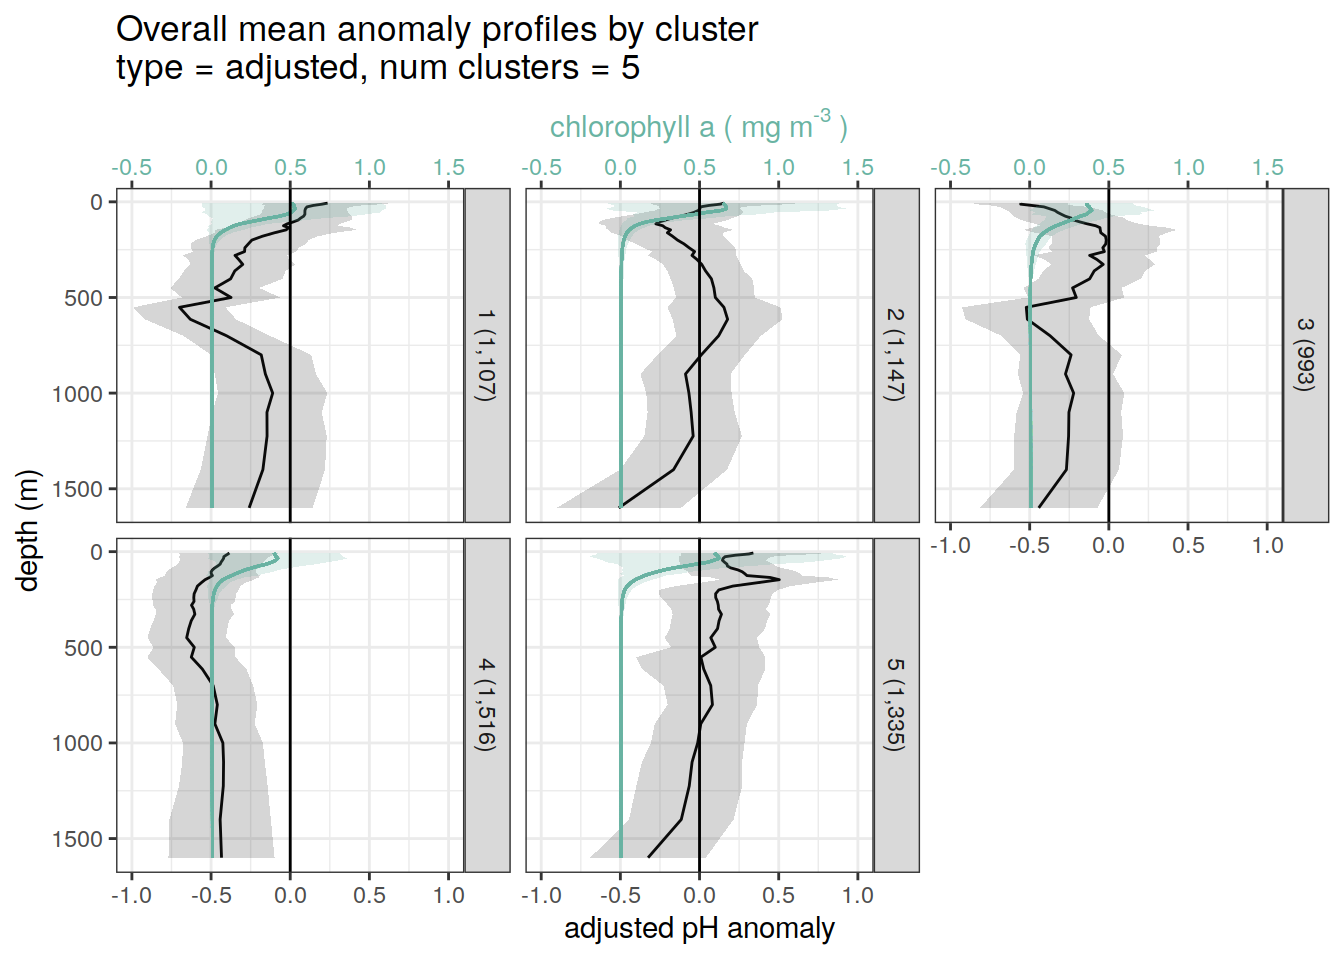 Overall mean anomaly profiles by cluster
type = adjusted, num clusters = 5
chlorophyll a ( mg m-3 )
-0.5 0.0 0.5 1.0 1.5 -0.5 0.0 0.5 1.0 1.5 -0.5 0.0 0.5 1.0 1.5
0
500
1000
1500
1 (1,107)
2 (1,147)
3 (993)
-1.0 -0.5 0.0 0.5 1.0
depth (m)
0
500
1000
1500
4 (1,516)
5 (1,335)
-1.0 -0.5 0.0 0.5 1.0 -1.0 -0.5 0.0 0.5 1.0
adjusted pH anomaly